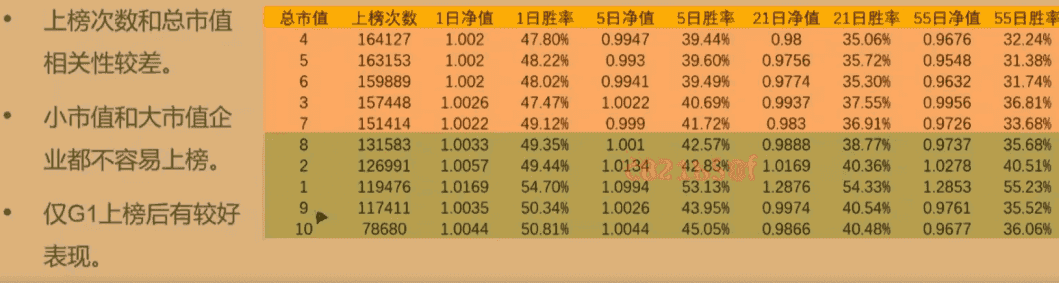 • 上榜次数和总市值
相关性较差。
• 小市值和大市值企
业都不容易上榜。
• 仅G1上榜后有较好
表现。
总市值 上榜次数 1日净值 1日胜率 5日净值 5日胜率 21日净值 21日胜率 55日净值 55日胜率
4 164127 1.002 47.80% 0.9947 39.44% 0.98 35.06% 0.9676 32.24%
5 163153 1.002 48.22% 0.993 39.60% 0.9756 35.72% 0.9548 31.38%
6 159889 1.002 48.02% 0.9941 39.49% 0.9774 35.30% 0.9632 31.74%
3 157448 1.0026 47.47% 1.0022 40.69% 0.9937 37.55% 0.9956 36.81%
7 151414 1.0022 49.12% 0.999 41.72% 0.983 36.91% 0.9726 33.68%
8 131583 1.0033 49.35% 1.001 42.57% 0.9888 38.77% 0.9737 35.68%
2 126991 1.0057 49.44% 1.0134 42.83% 1.0169 40.36% 1.0278 40.51%
1 119476 1.0169 54.70% 1.0994 53.13% 1.2876 54.33% 1.2853 55.23%
9 117411 1.0035 50.34% 1.0026 43.95% 0.9974 40.54% 0.9761 35.52%
10 78680 1.0044 50.81% 1.0044 45.05% 0.9866 40.48% 0.9677 36.06%